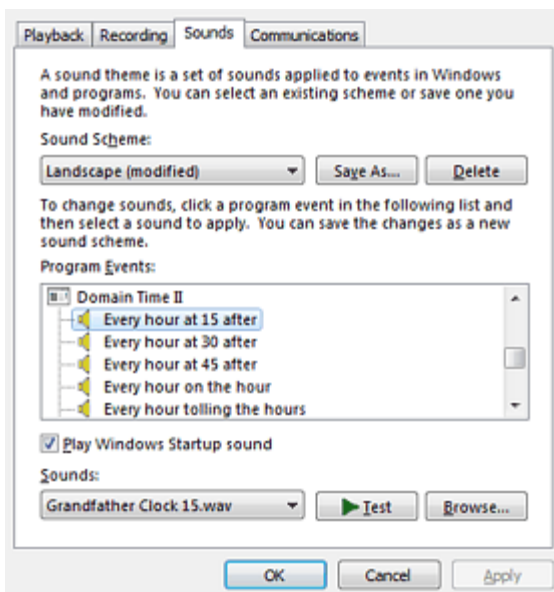 Playback Recording Sounds Communications
A sound theme is a set of sounds applied to events in Windows
and programs. You can select an existing scheme or save one you
have modified.
Sound Scheme:
Landscape (modified) Save As... Delete
To change sounds, click a program event in the following list and
then select a sound to apply. You can save the changes as a new
sound scheme.
Program Events:
Domain Time II
Every hour at 15 after
Every hour at 30 after
Every hour at 45 after
Every hour on the hour
Every hour tolling the hours
Play Windows Startup sound
Sounds:
Grandfather Clock 15.wav Test Browse...
OK Cancel Apply